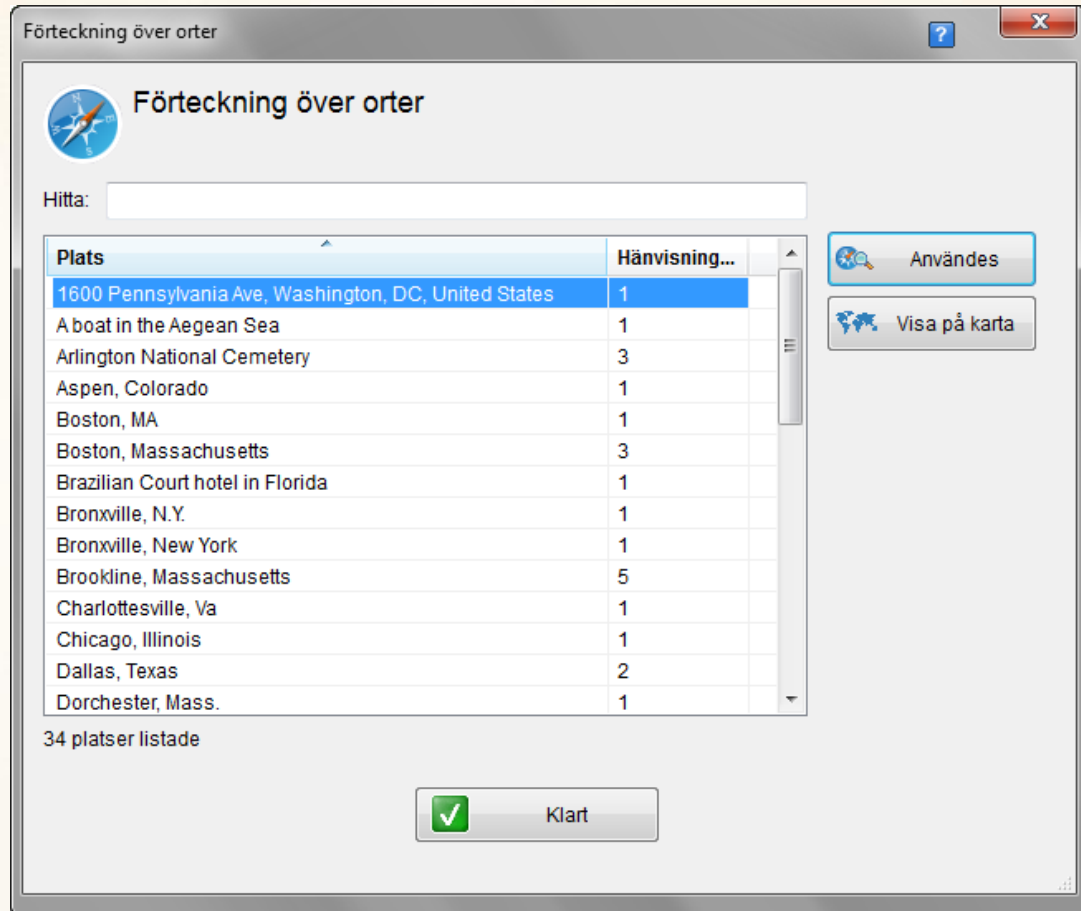 Förteckning över orter
?
X
Förteckning över orter
Hitta:
Plats Hänvisning...
1600 Pennsylvania Ave, Washington, DC, United States 1
A boat in the Aegean Sea 1
Arlington National Cemetery 3
Aspen, Colorado 1
Boston, MA 1
Boston, Massachusetts 3
Brazilian Court hotel in Florida 1
Bronxville, N.Y. 1
Bronxville, New York 1
Brookline, Massachusetts 5
Charlottesville, Va 1
Chicago, Illinois 1
Dallas, Texas 2
Dorchester, Mass. 1
Användes
Visa på karta
34 platser listade
Klart